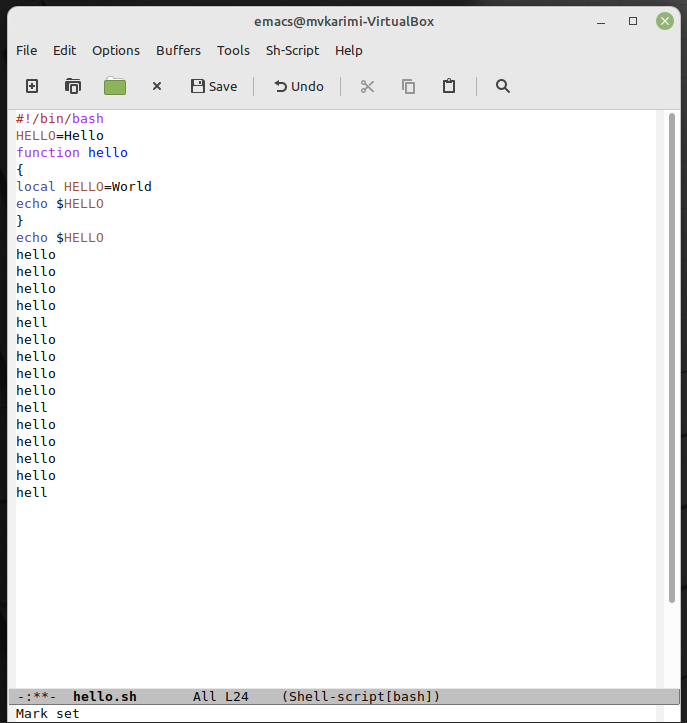 emacs@mvkarimi-VirtualBox
File Edit Options Buffers Tools Sh-Script Help
Save Undo
#!/bin/bash
HELLO=Hello
function hello
{
local HELLO=World
echo $HELLO
}
echo $HELLO
hello
hello
hello
hello
hell
hello
hello
hello
hello
hell
hello
hello
hello
hello
hell
-:**-  hello.sh       All L24    (Shell-script[bash])
Mark set